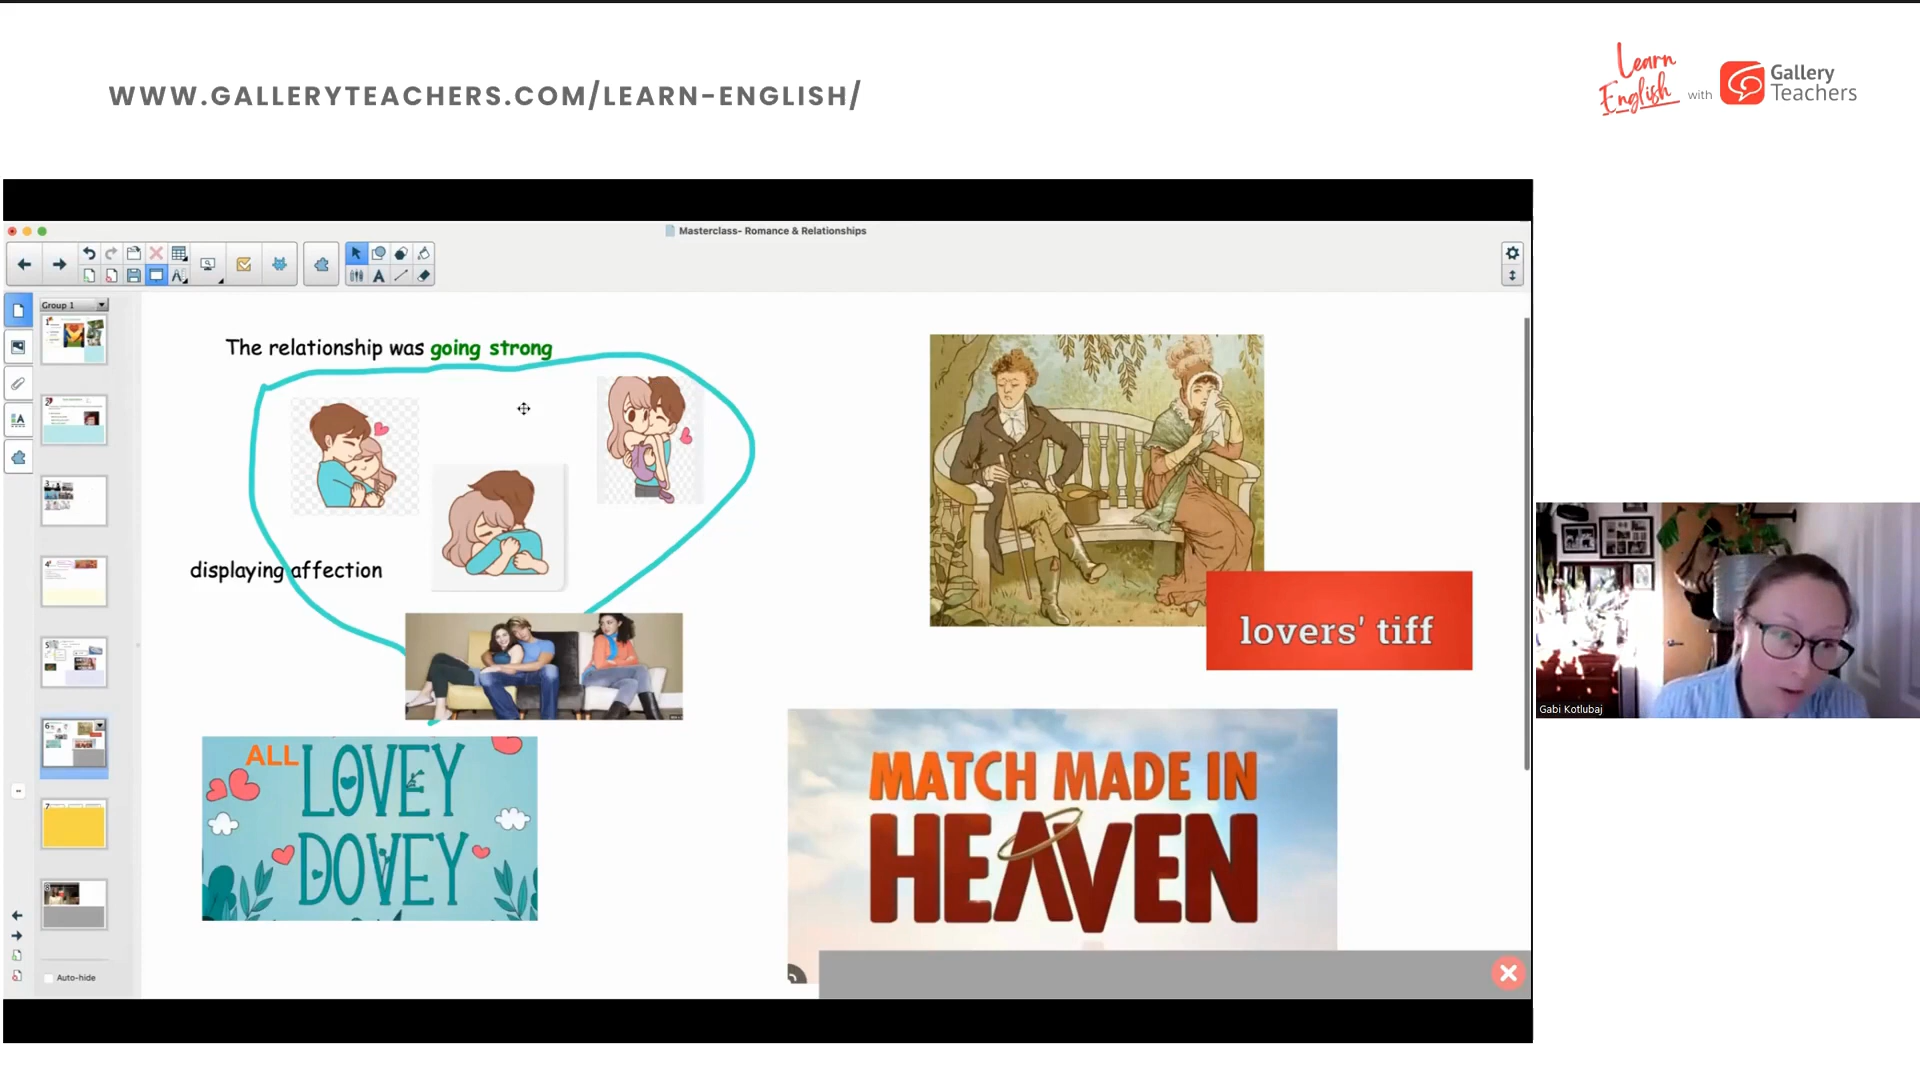 WWW.GALLERYTEACHERS.COM/LEARN-ENGLISH/
Learn
English
with
Gallery
Teachers
Masterclass- Romance & Relationships
Group 1
The relationship was going strong
displaying affection
lovers' tiff
ALL LOVEY
DOVEY
MATCH MADE IN
HEAVEN
Gabi Kotlubaj
Auto-hide